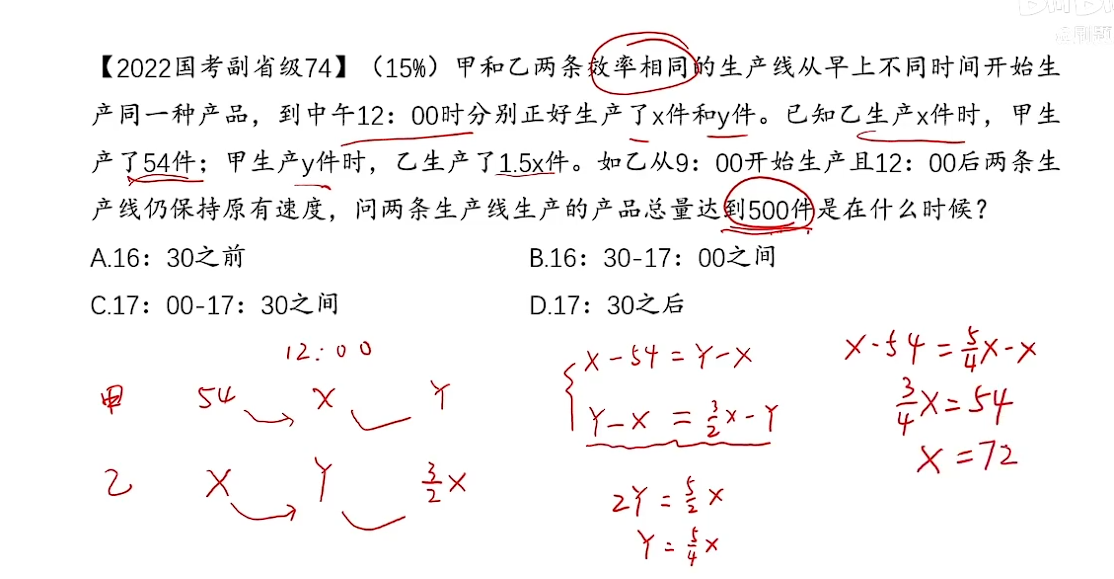 【2022国考副省级74】（15%）甲和乙两条效率相同的生产线从早上不同时间开始生
产同一种产品，到中午12：00时分别正好生产了x件和y件。已知乙生产x件时，甲生
产了54件；甲生产y件时，乙生产了1.5x件。如乙从9：00开始生产且12：00后两条生
产线仍保持原有速度，问两条生产线生产的产品总量达到500件是在什么时候？
A.16：30之前
B.16：30-17：00之间
C.17：00-17：30之间
D.17：30之后
12:00
甲 54 X Y
乙 X Y 3/2 X
X-54=Y-X
Y-X=3/2 X-Y
2Y=5/2 X
Y=5/4 X
X-54=5/4 X-X
3/4 X=54
X=72